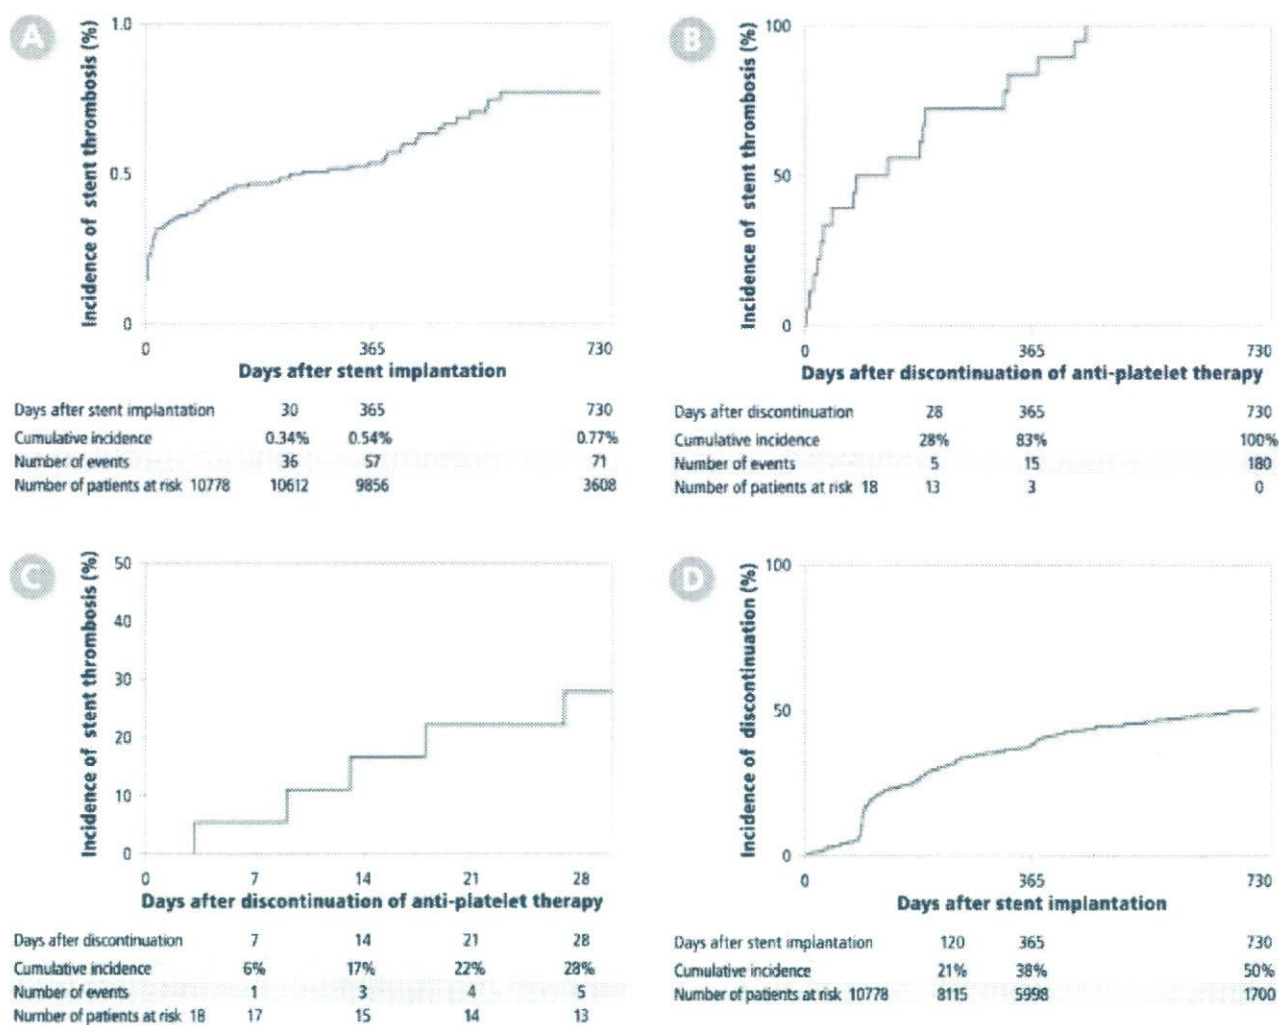 A
Incidence of stent thrombosis (%)
1.0
0.5
0
0 365 730
Days after stent implantation
Days after stent implantation 30 365 730
Cumulative incidence 0.34% 0.54% 0.77%
Number of events 36 57 71
Number of patients at risk 10778 10612 9856 3608
B
Incidence of stent thrombosis (%)
100
50
0
0 365 730
Days after discontinuation of anti-platelet therapy
Days after discontinuation 28 365 730
Cumulative incidence 28% 83% 100%
Number of events 5 15 180
Number of patients at risk 18 13 3 0
C
Incidence of stent thrombosis (%)
50
40
30
20
10
0
0 7 14 21 28
Days after discontinuation of anti-platelet therapy
Days after discontinuation 7 14 21 28
Cumulative incidence 6% 17% 22% 28%
Number of events 1 3 4 5
Number of patients at risk 18 17 15 14 13
D
Incidence of discontinuation (%)
100
50
0
0 365 730
Days after stent implantation
Days after stent implantation 120 365 730
Cumulative incidence 21% 38% 50%
Number of patients at risk 10778 8115 5998 1700